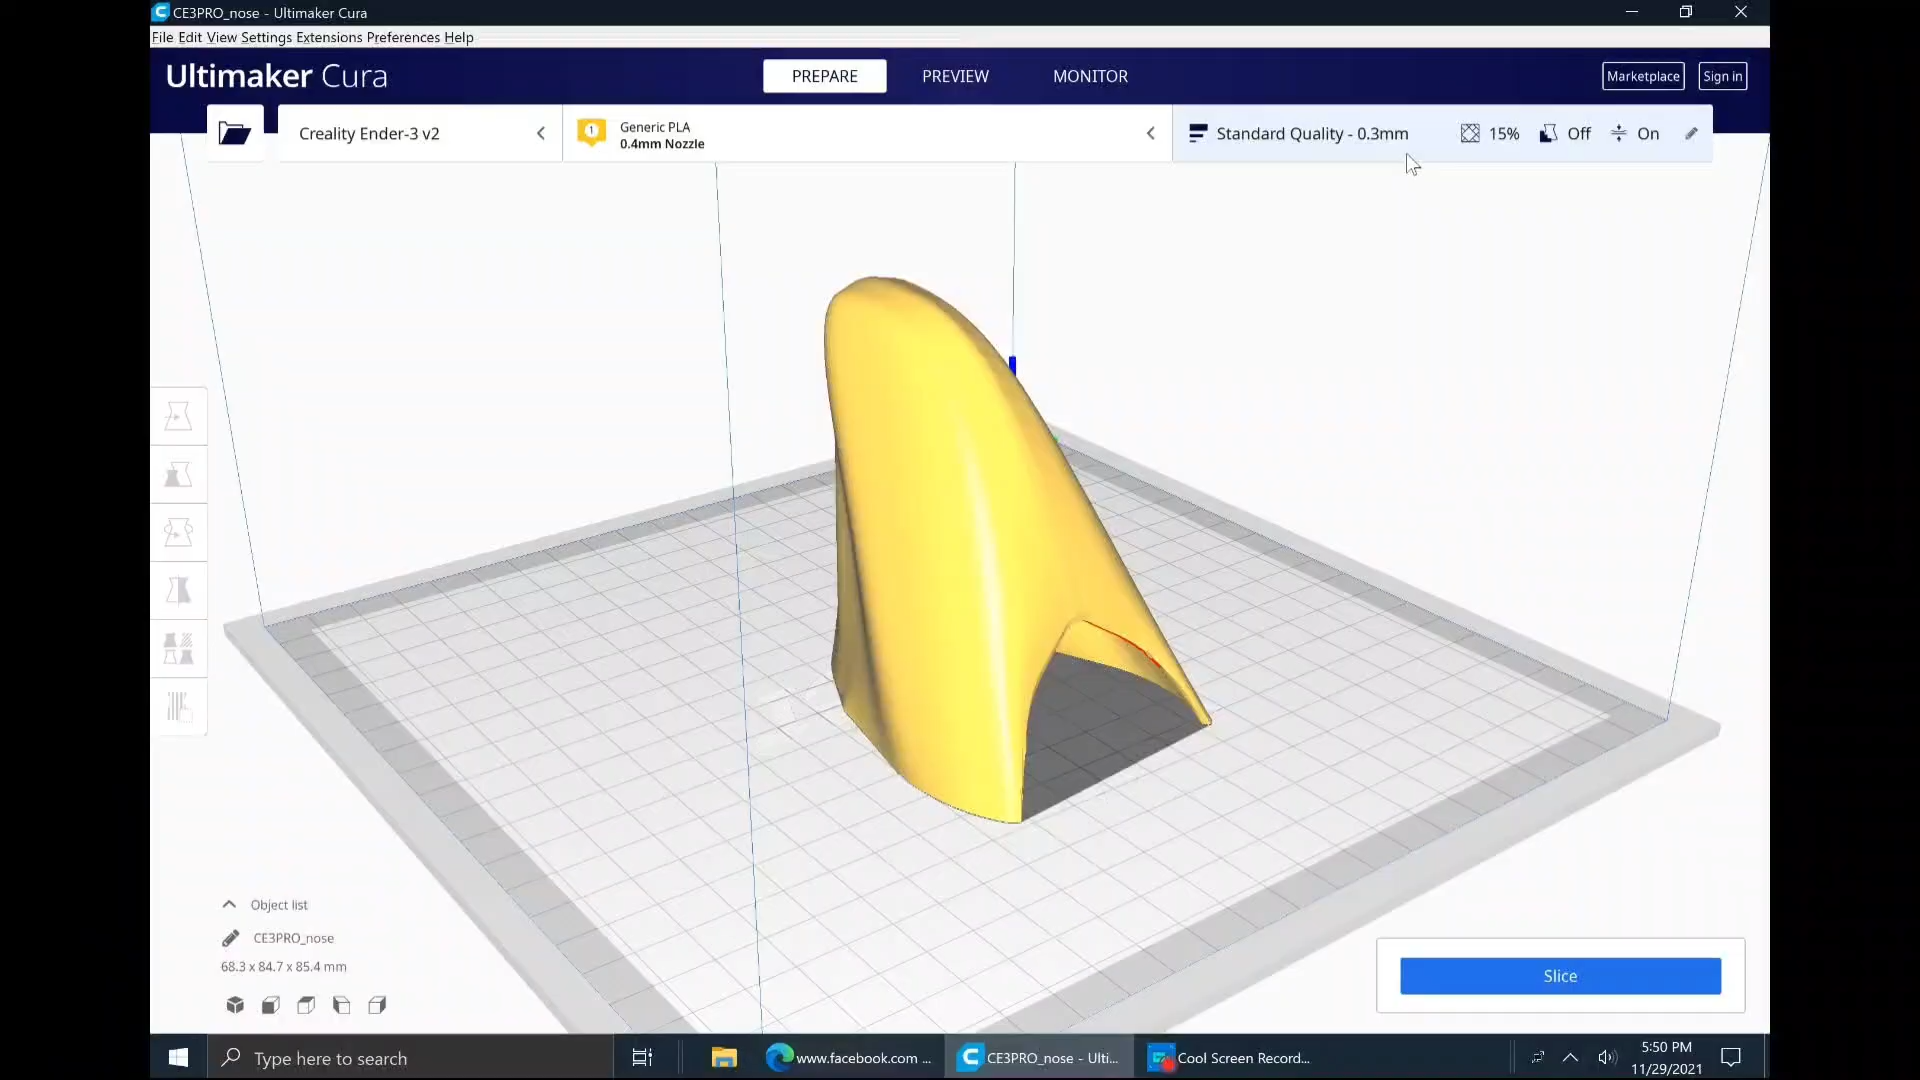 CE3PRO_nose - Ultimaker Cura
File Edit View Settings Extensions Preferences Help
Ultimaker Cura
PREPARE PREVIEW MONITOR
Marketplace Sign in
Creality Ender-3 v2
1
Generic PLA
0.4mm Nozzle
Standard Quality - 0.3mm 15% Off On
Object list
CE3PRO_nose
68.3 x 84.7 x 85.4 mm
Slice
Type here to search
www.facebook.com ...
CE3PRO_nose - Ulti...
Cool Screen Record...
5:50 PM
11/29/2021